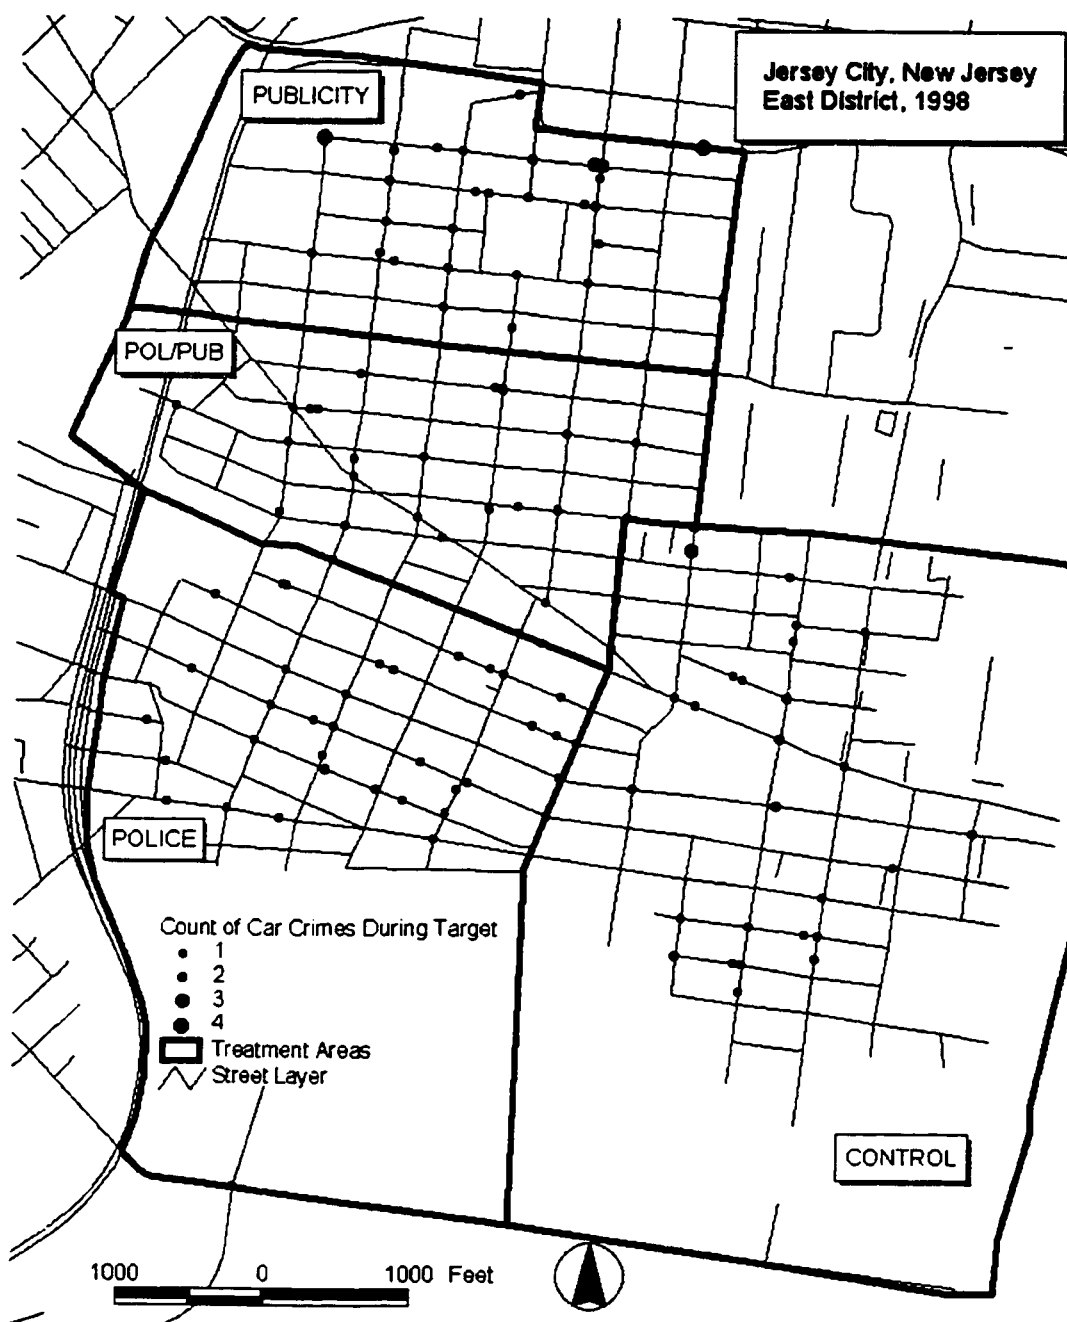 Jersey City, New Jersey
East District, 1998
PUBLICITY
POL/PUB
POLICE
Count of Car Crimes During Target
1
2
3
4
Treatment Areas
Street Layer
CONTROL
1000 0 1000 Feet